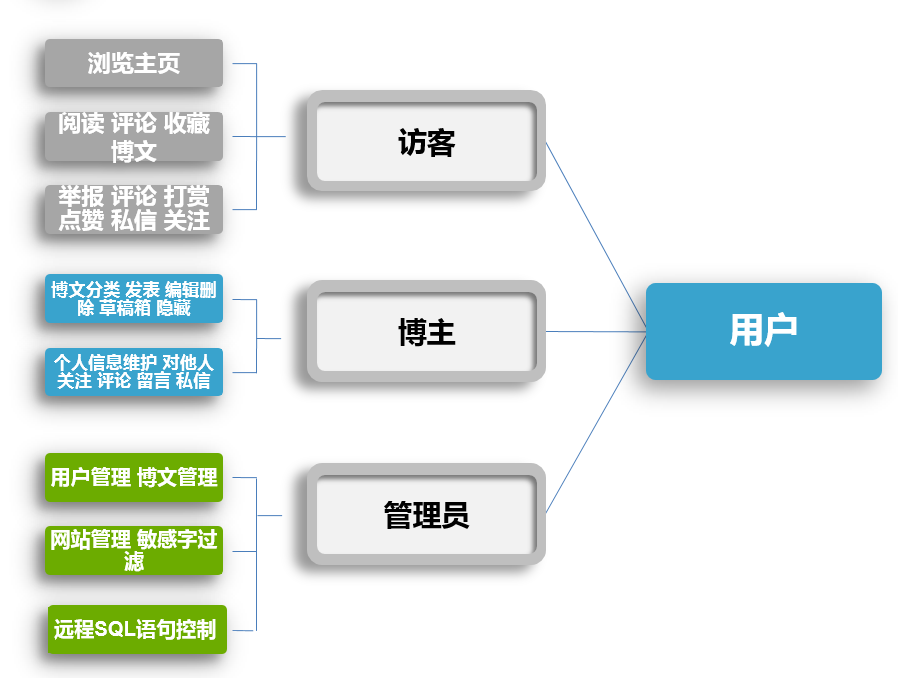 浏览主页
阅读 评论 收藏
博文
举报 评论 打赏
点赞 私信 关注
访客
博文分类 发表 编辑删
除 草稿箱 隐藏
个人信息维护 对他人
关注 评论 留言 私信
博主
用户
用户管理 博文管理
网站管理 敏感字过
滤
远程SQL语句控制
管理员